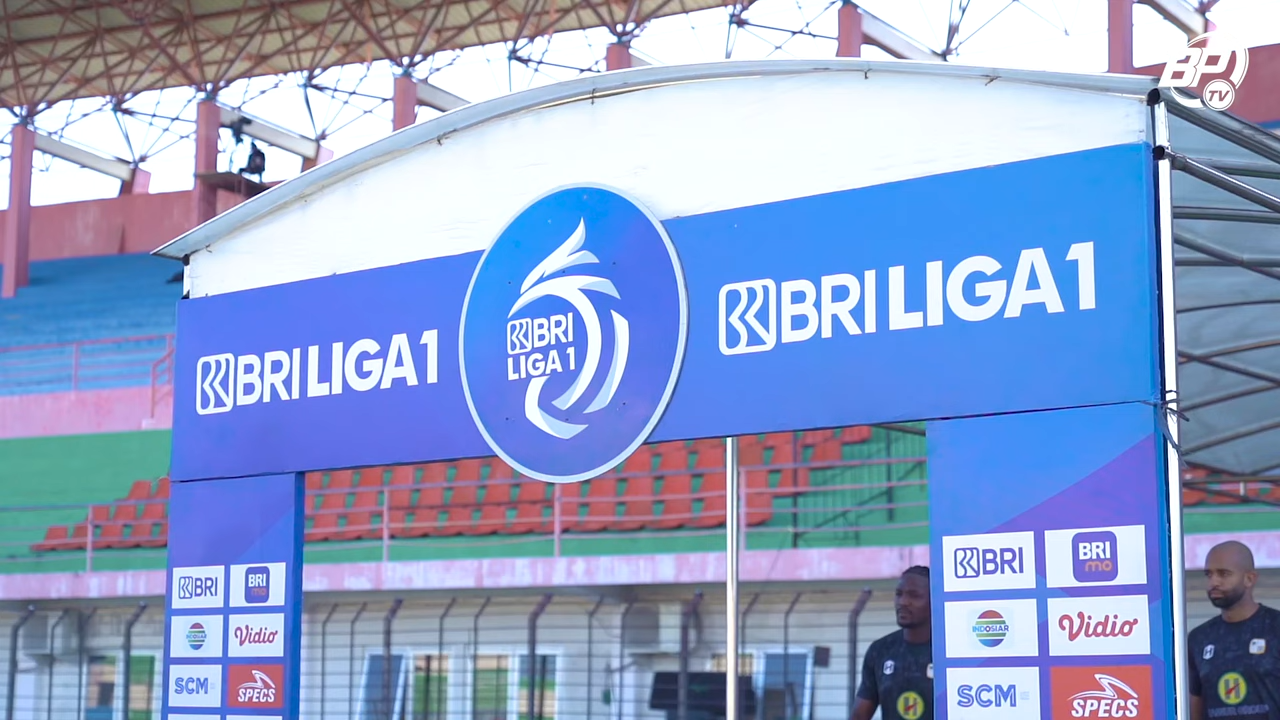 BP
TV
BRI LIGA 1
BRI
LIGA 1
BRI LIGA 1
BRI
BRI
mo
INDOSIAR
Vidio
SCM
SPECS
BRI
BRI
mo
INDOSIAR
Vidio
SCM
SPECS
H
H